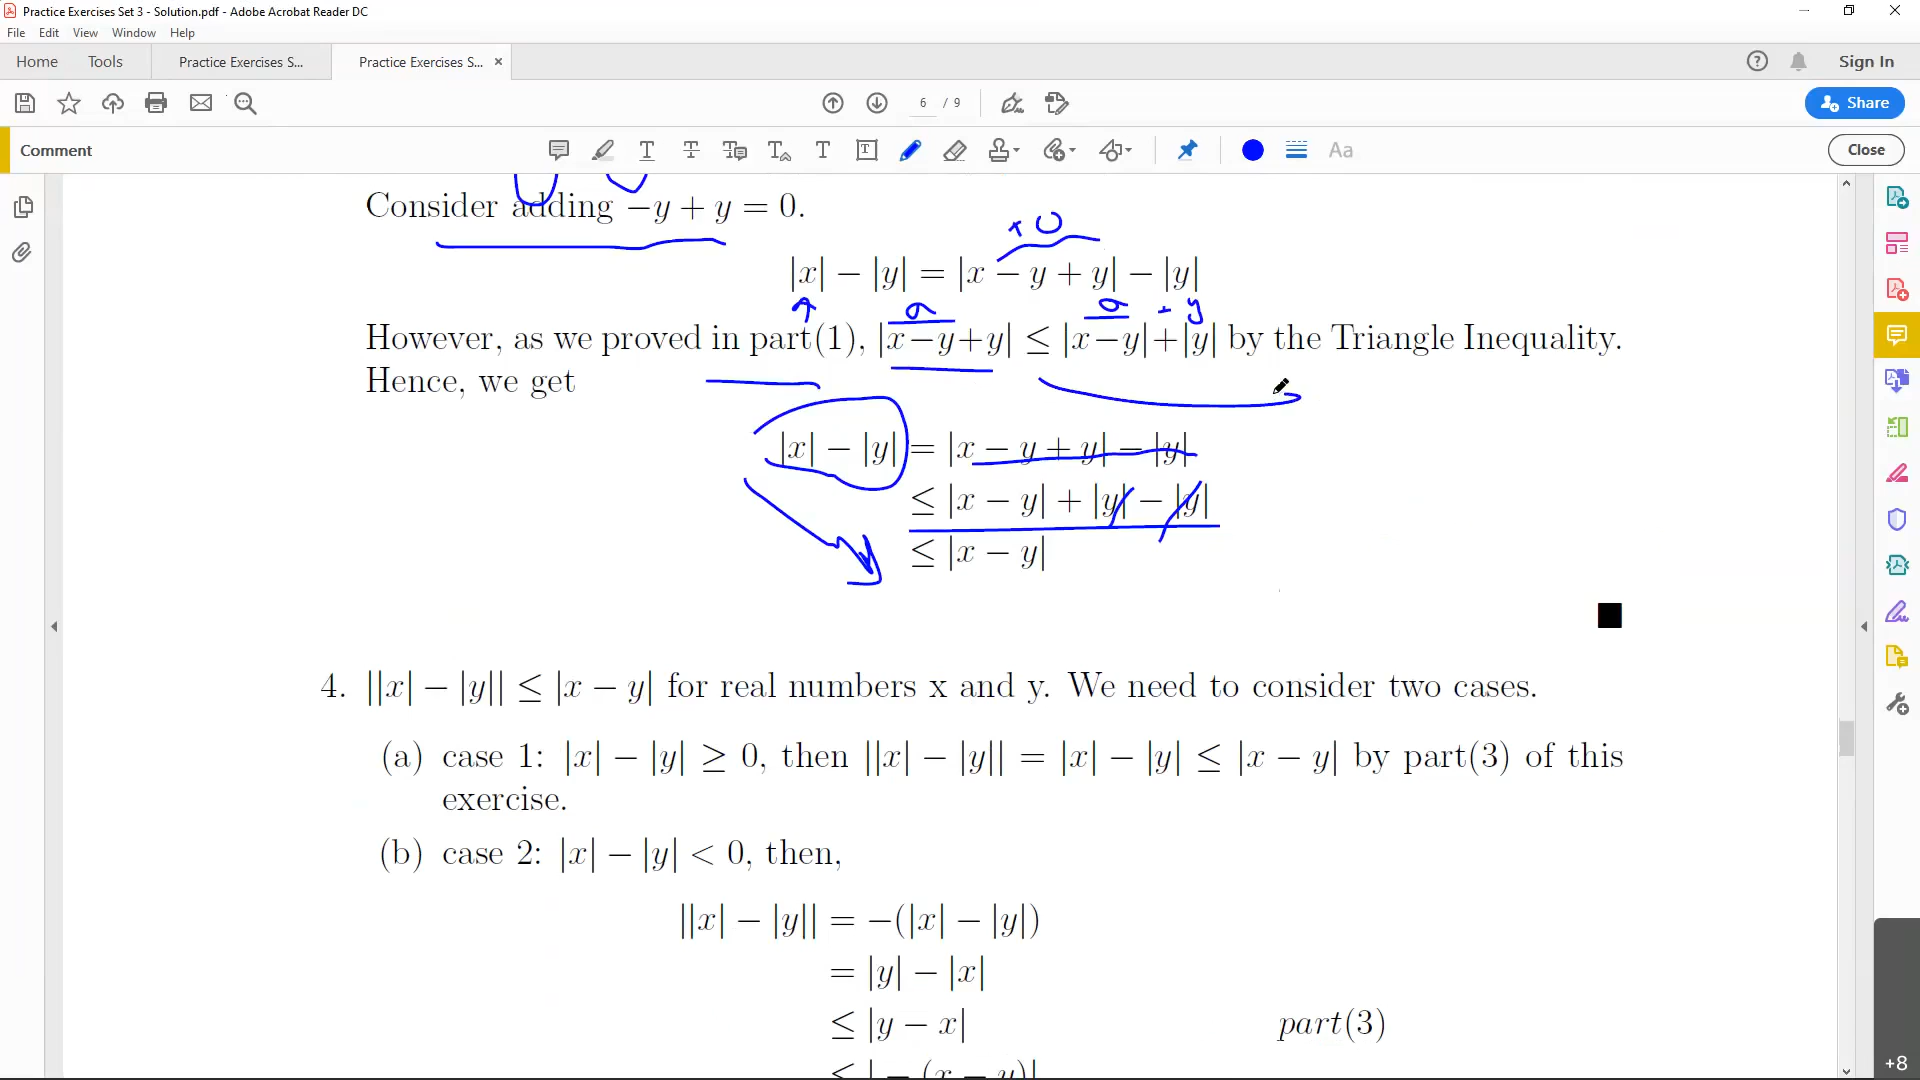 Practice Exercises Set 3 - Solution.pdf - Adobe Acrobat Reader DC
File Edit View Window Help
Home Tools Practice Exercises S... Practice Exercises S... ×
? Sign In
6 / 9
Share
Comment
T T T T T Aa
Close
Consider adding −y + y = 0.
+ 0
|x| − |y| = |x − y + y| − |y|
a a + y
However, as we proved in part(1), |x−y+y| ≤ |x−y|+|y| by the Triangle Inequality.
Hence, we get
|x| − |y| = |x − y + y| − |y|
≤ |x − y| + |y| − |y|
≤ |x − y|
4. ||x| − |y|| ≤ |x − y| for real numbers x and y. We need to consider two cases.
(a) case 1: |x| − |y| ≥ 0, then ||x| − |y|| = |x| − |y| ≤ |x − y| by part(3) of this
exercise.
(b) case 2: |x| − |y| < 0, then,
||x| − |y|| = −(|x| − |y|)
= |y| − |x|
≤ |y − x| part(3)
≤ | − (x − y)|
+8